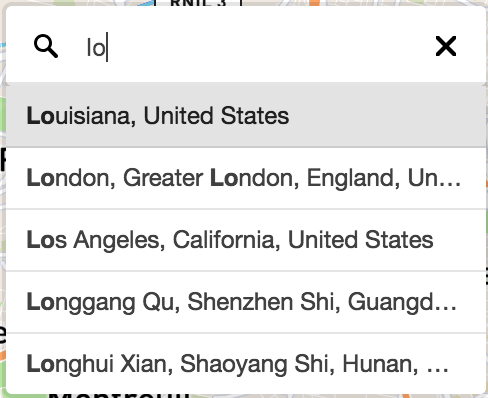 RNIL 3
lo
Louisiana, United States
London, Greater London, England, Un…
Los Angeles, California, United States
Longgang Qu, Shenzhen Shi, Guangd…
Longhui Xian, Shaoyang Shi, Hunan, …
Montreuil